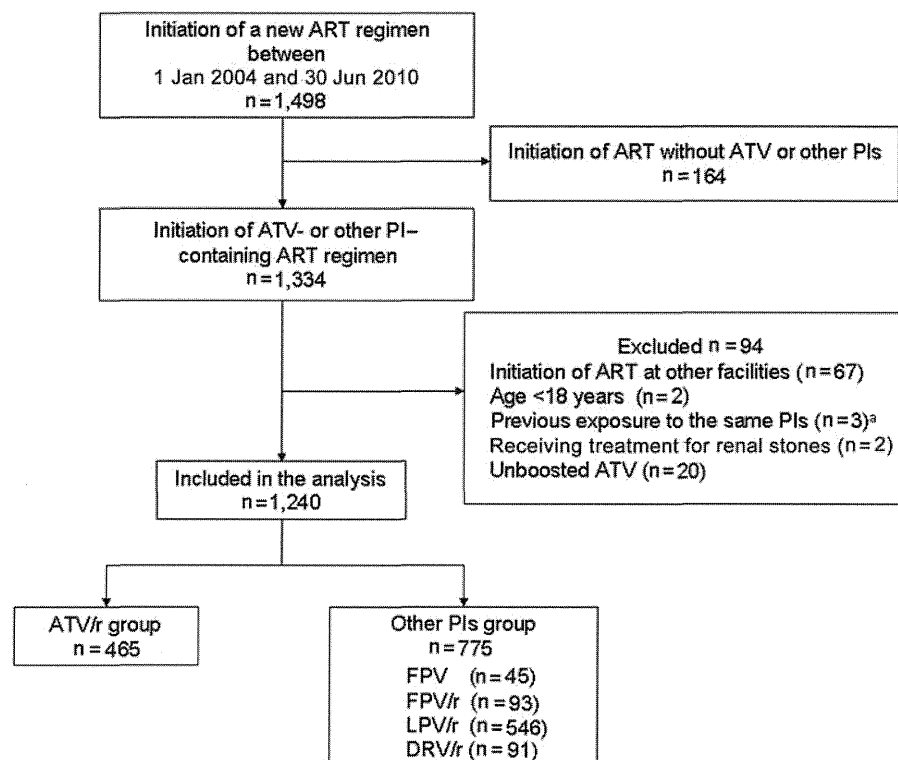 Initiation of a new ART regimen
between
1 Jan 2004 and 30 Jun 2010
n=1,498
Initiation of ART without ATV or other PIs
n=164
Initiation of ATV- or other PI–
containing ART regimen
n=1,334
Excluded n=94
Initiation of ART at other facilities (n=67)
Age <18 years (n=2)
Previous exposure to the same PIs (n=3)ᵃ
Receiving treatment for renal stones (n=2)
Unboosted ATV (n=20)
Included in the analysis
n=1,240
ATV/r group
n=465
Other PIs group
n=775
FPV (n=45)
FPV/r (n=93)
LPV/r (n=546)
DRV/r (n=91)